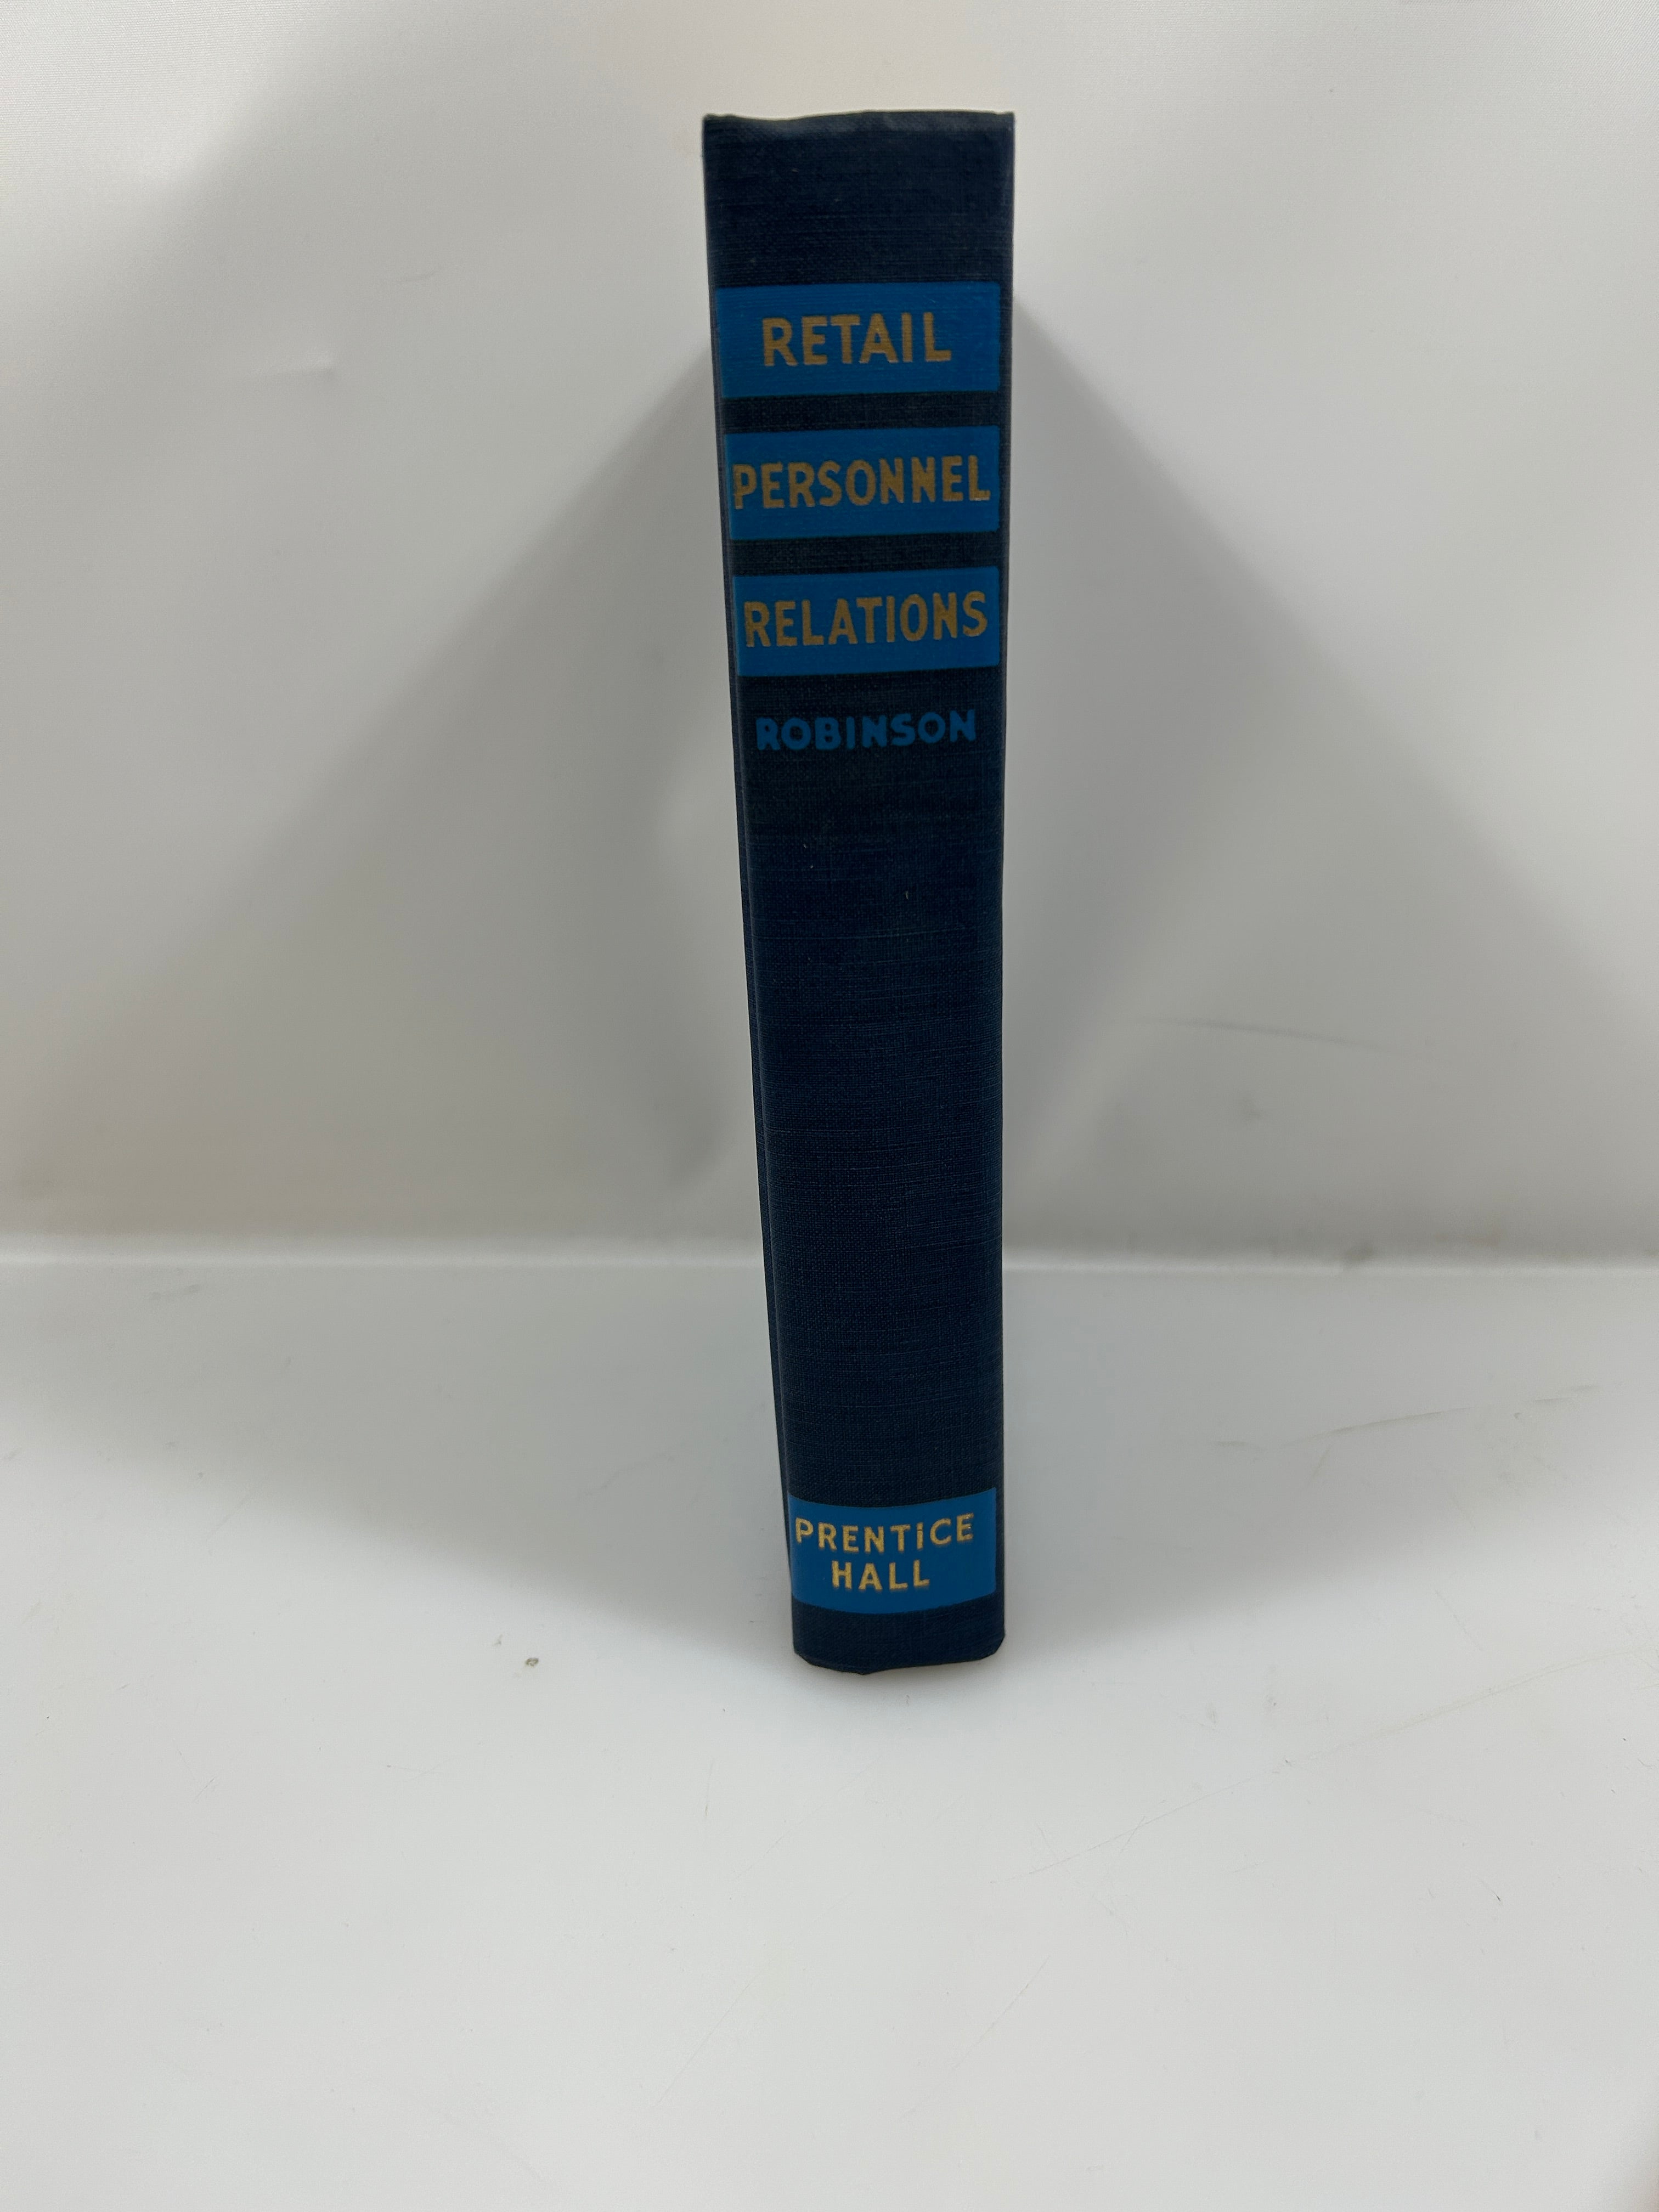 RETAIL
PERSONNEL
RELATIONS
ROBINSON
PRENTiCE
HALL